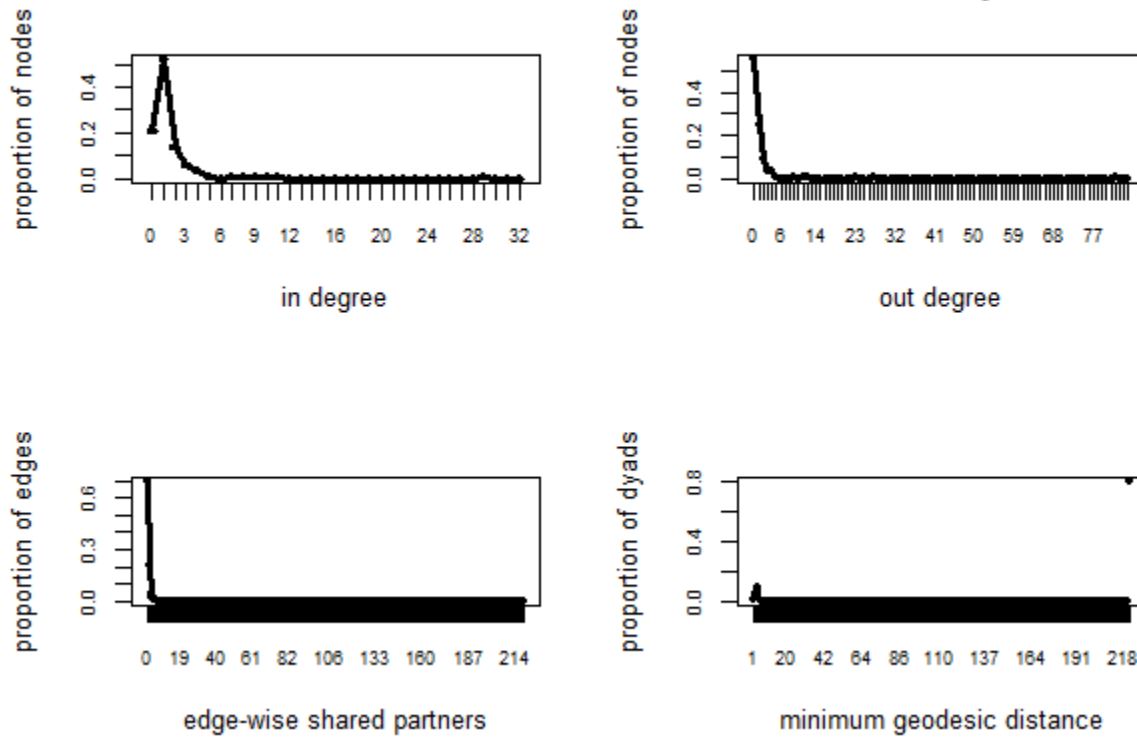 proportion of nodes
0.0 0.2 0.4
0 3 6 9 12 16 20 24 28 32
in degree
proportion of nodes
0.0 0.2 0.4
0 6 14 23 32 41 50 59 68 77
out degree
proportion of edges
0.0 0.3 0.6
0 19 40 61 82 106 133 160 187 214
edge-wise shared partners
proportion of dyads
0.0 0.4 0.8
1 20 42 64 86 110 137 164 191 218
minimum geodesic distance